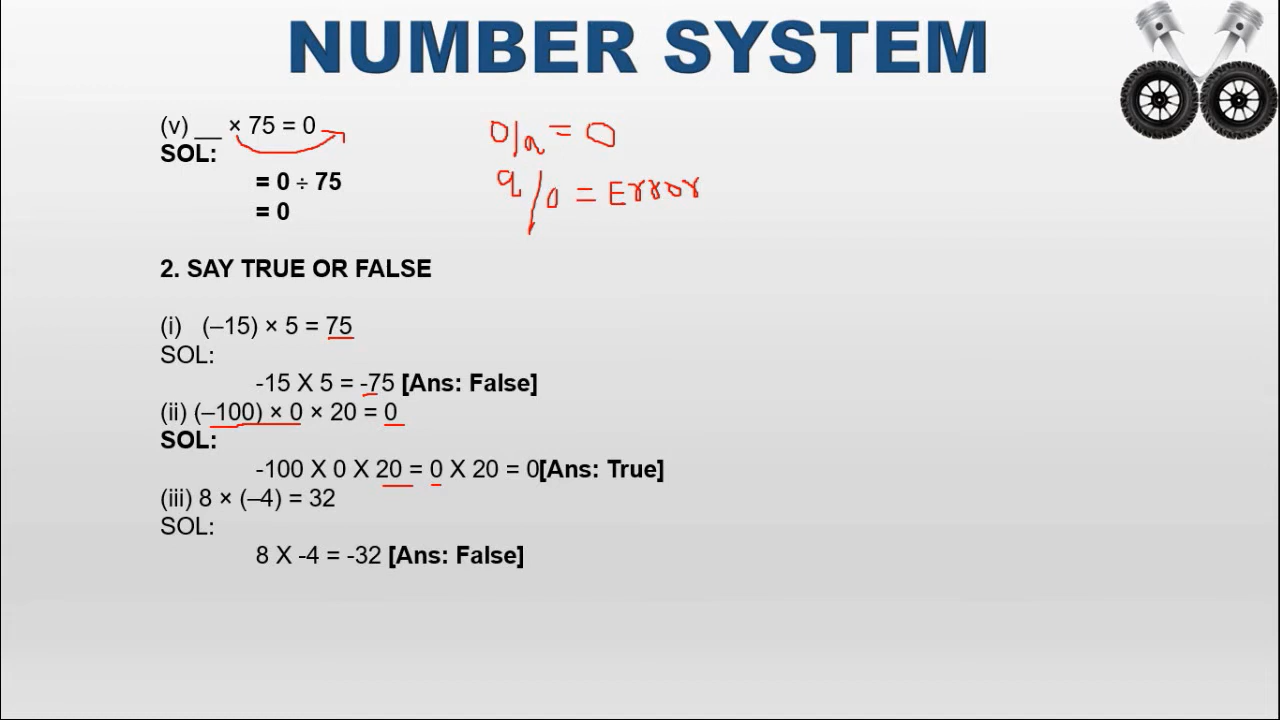 NUMBER SYSTEM
(v) __ × 75 = 0
SOL:
= 0 ÷ 75
= 0
0/a = 0
a/0 = Error
2. SAY TRUE OR FALSE
(i) (–15) × 5 = 75
SOL:
-15 X 5 = -75 [Ans: False]
(ii) (–100) × 0 × 20 = 0
SOL:
-100 X 0 X 20 = 0 X 20 = 0[Ans: True]
(iii) 8 × (–4) = 32
SOL:
8 X -4 = -32 [Ans: False]